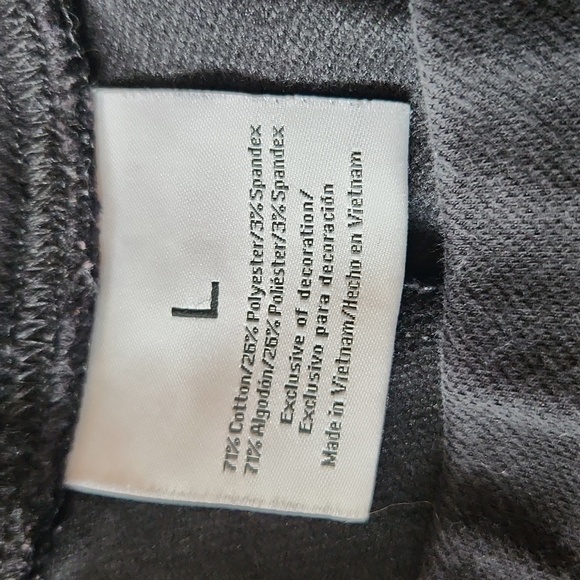 L
71% Cotton/26% Polyester/3% Spandex
71% Algodón/26% Poliéster/3% Spandex
Exclusive of decoration/
Exclusivo para decoración
Made in Vietnam/Hecho en Vietnam